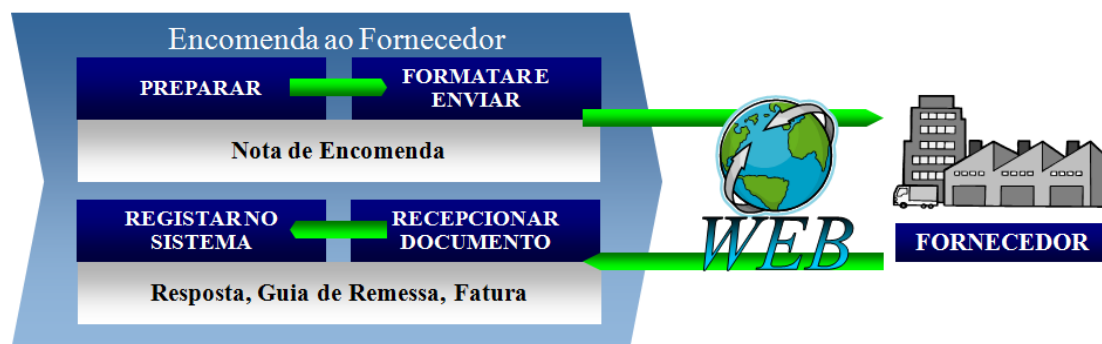 Encomenda ao Fornecedor
PREPARAR
FORMATAR E
ENVIAR
Nota de Encomenda
REGISTAR NO
SISTEMA
RECEPCIONAR
DOCUMENTO
Resposta, Guia de Remessa, Fatura
WEB
FORNECEDOR